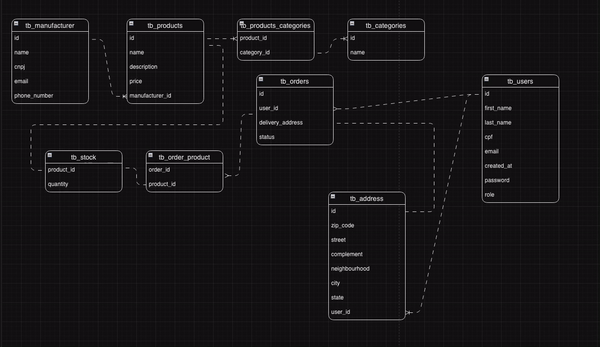 tb_manufacturer
id
name
cnpj
email
phone_number
tb_products
id
name
description
price
manufacturer_id
tb_products_categories
product_id
category_id
tb_categories
id
name
tb_orders
id
user_id
delivery_address
status
tb_users
id
first_name
last_name
cpf
email
created_at
password
role
tb_stock
product_id
quantity
tb_order_product
order_id
product_id
tb_address
id
zip_code
street
complement
neighbourhood
city
state
user_id